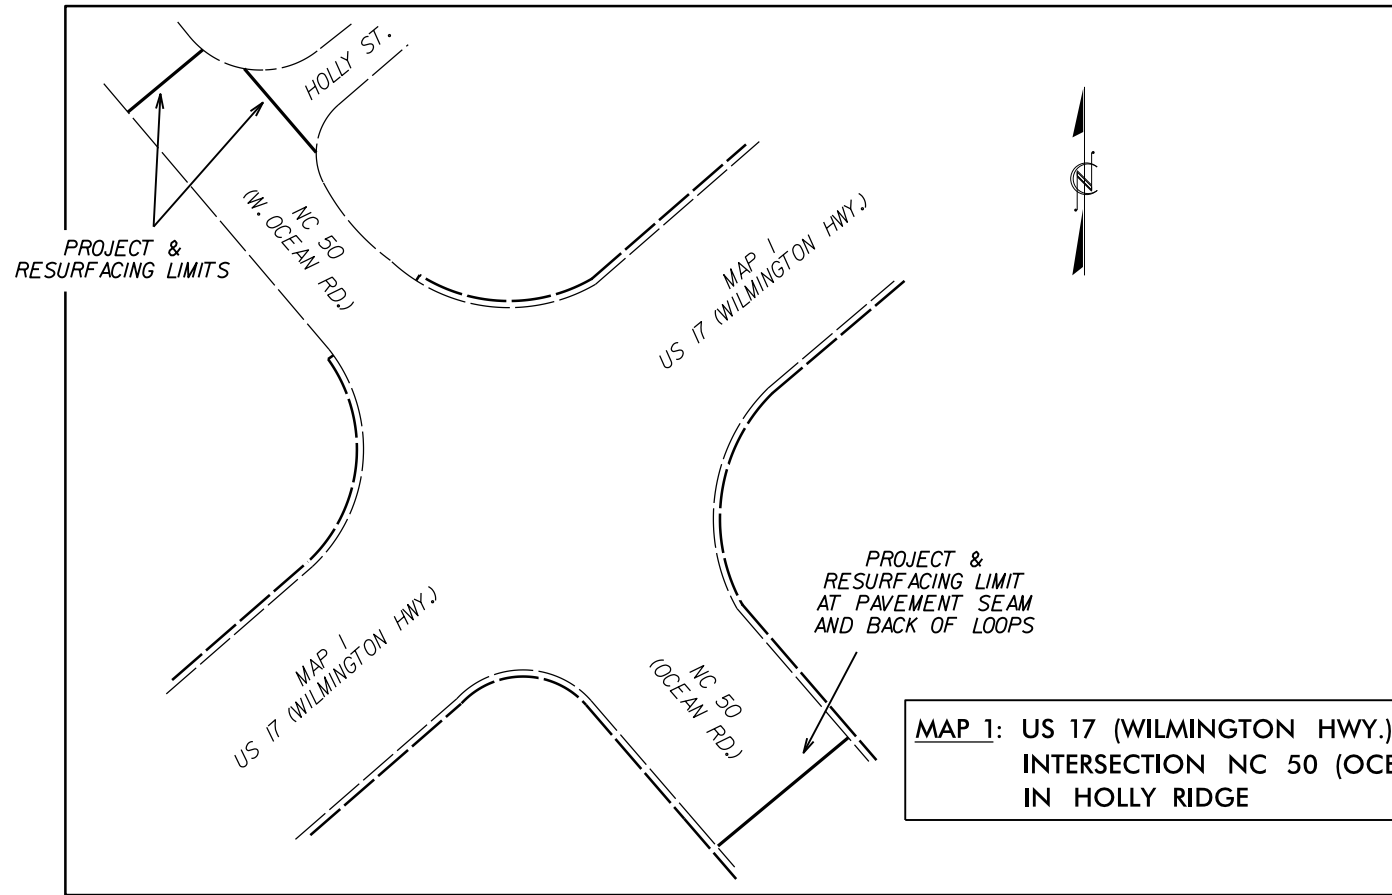 HOLLY ST.
NC 50
(W. OCEAN RD.)
PROJECT &
RESURFACING LIMITS
MAP 1
US 17 (WILMINGTON HWY.)
PROJECT &
RESURFACING LIMIT
AT PAVEMENT SEAM
AND BACK OF LOOPS
MAP 1
US 17 (WILMINGTON HWY.)
NC 50
(OCEAN RD.)
MAP 1: US 17 (WILMINGTON HWY.)
INTERSECTION NC 50 (OCE
IN HOLLY RIDGE